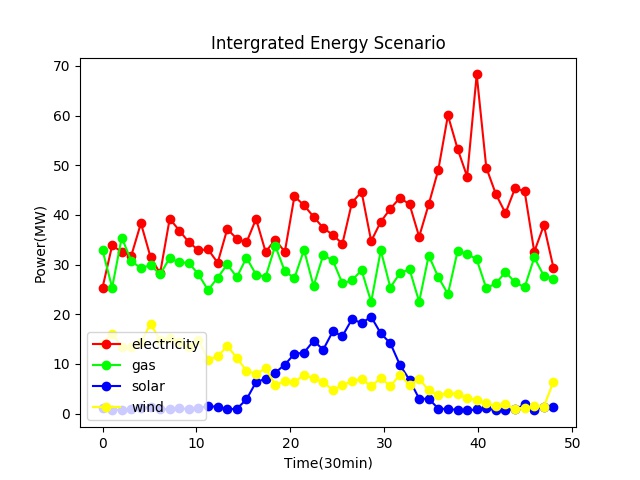 Intergrated Energy Scenario
Power(MW)
70
60
50
40
30
20
10
0
electricity
gas
solar
wind
0 10 20 30 40 50
Time(30min)